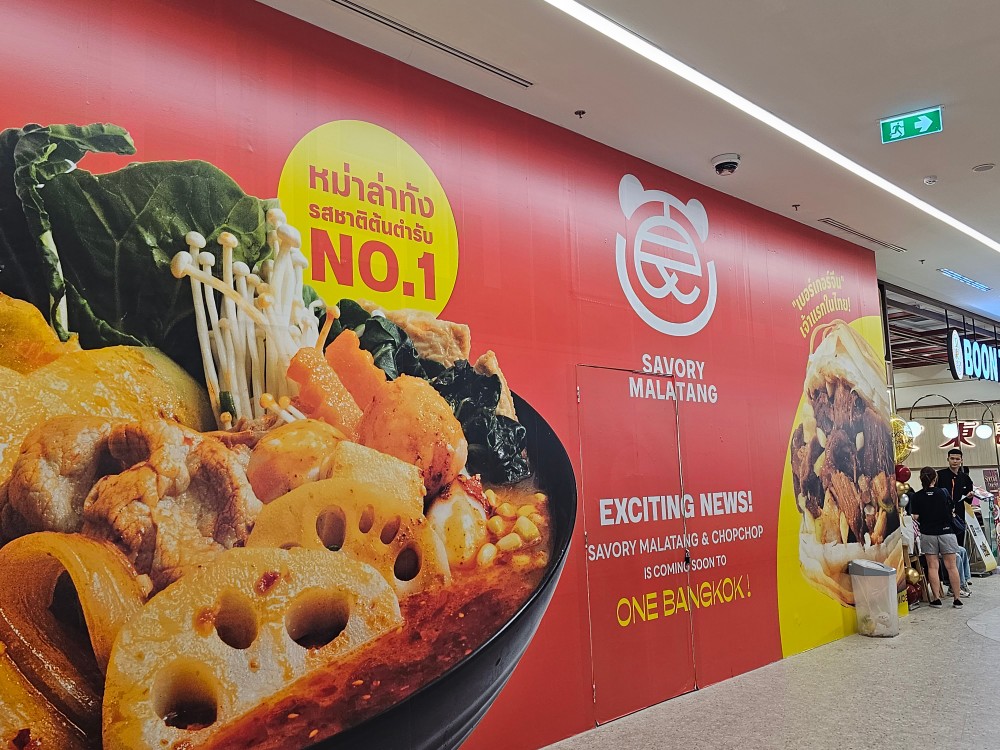 หม่าล่าทัง
รสชาติต้นตำรับ
NO.1
SAVORY
MALATANG
EXCITING NEWS!
SAVORY MALATANG & CHOPCHOP
IS COMING SOON TO
ONE BANGKOK!
"เบอร์เกอร์จีน"
เจ้าแรกในไทย!
BOON
東